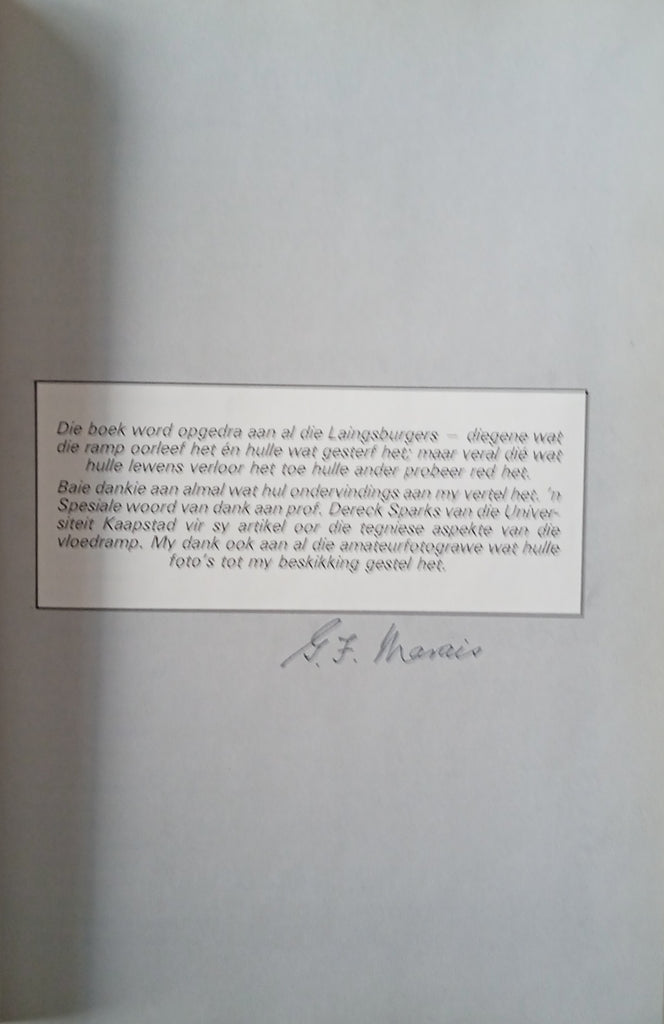 Die boek word opgedra aan al die Laingsburgers — diegene wat
die ramp oorleef het én hulle wat gesterf het; maar veral dié wat
hulle lewens verloor het toe hulle ander probeer red het.
Baie dankie aan almal wat hul ondervindings aan my vertel het. 'n
Spesiale woord van dank aan prof. Dereck Sparks van die Univer-
siteit Kaapstad vir sy artikel oor die tegniese aspekte van die
vloedramp. My dank ook aan al die amateurfotograwe wat hulle
foto's tot my beskikking gestel het.
G. F. Marais